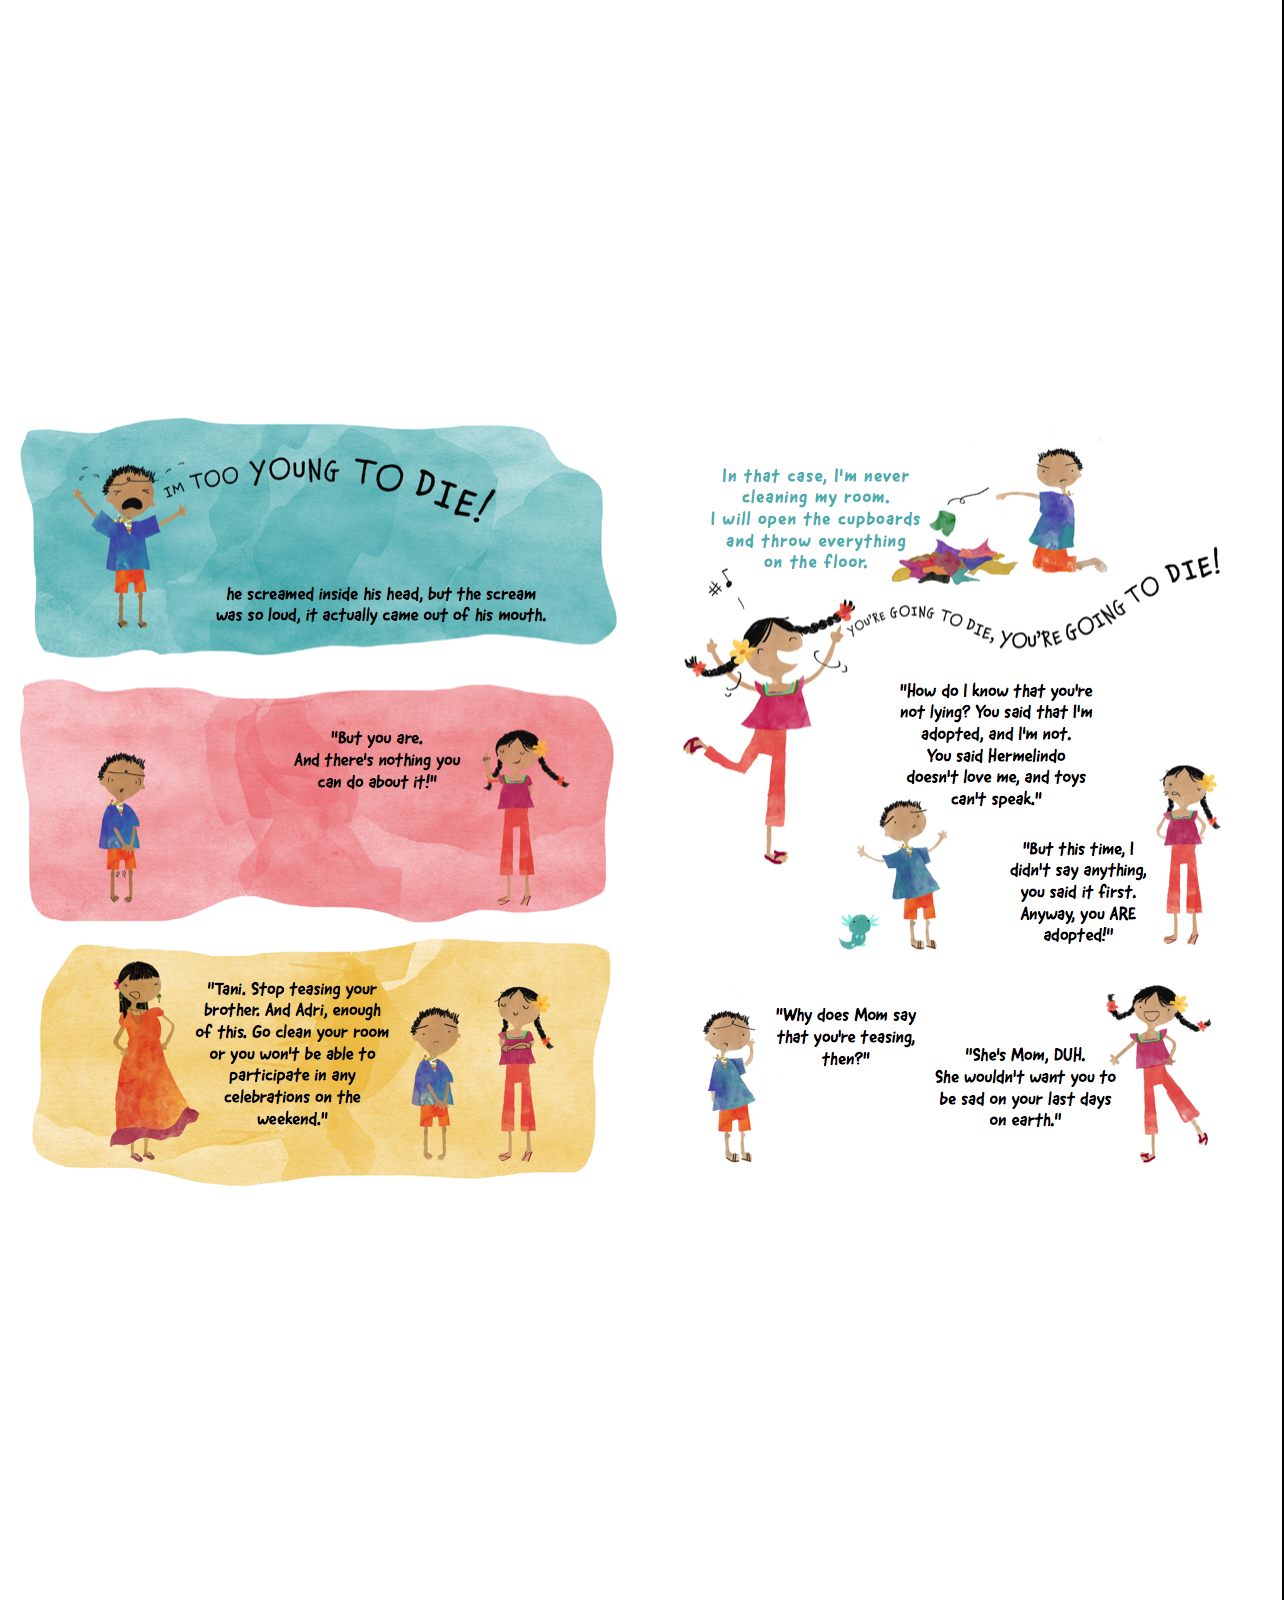 IM TOO YOUNG TO DIE!
he screamed inside his head, but the scream
was so loud, it actually came out of his mouth.
"But you are.
And there's nothing you
can do about it!"
"Tani. Stop teasing your
brother. And Adri, enough
of this. Go clean your room
or you won't be able to
participate in any
celebrations on the
weekend."
In that case, I'm never
cleaning my room.
I will open the cupboards
and throw everything
on the floor.
YOU'RE GOING TO DIE, YOU'RE GOING TO DIE!
"How do I know that you're
not lying? You said that I'm
adopted, and I'm not.
You said Hermelindo
doesn't love me, and toys
can't speak."
"But this time, I
didn't say anything,
you said it first.
Anyway, you ARE
adopted!"
"Why does Mom say
that you're teasing,
then?"
"She's Mom, DUH.
She wouldn't want you to
be sad on your last days
on earth."